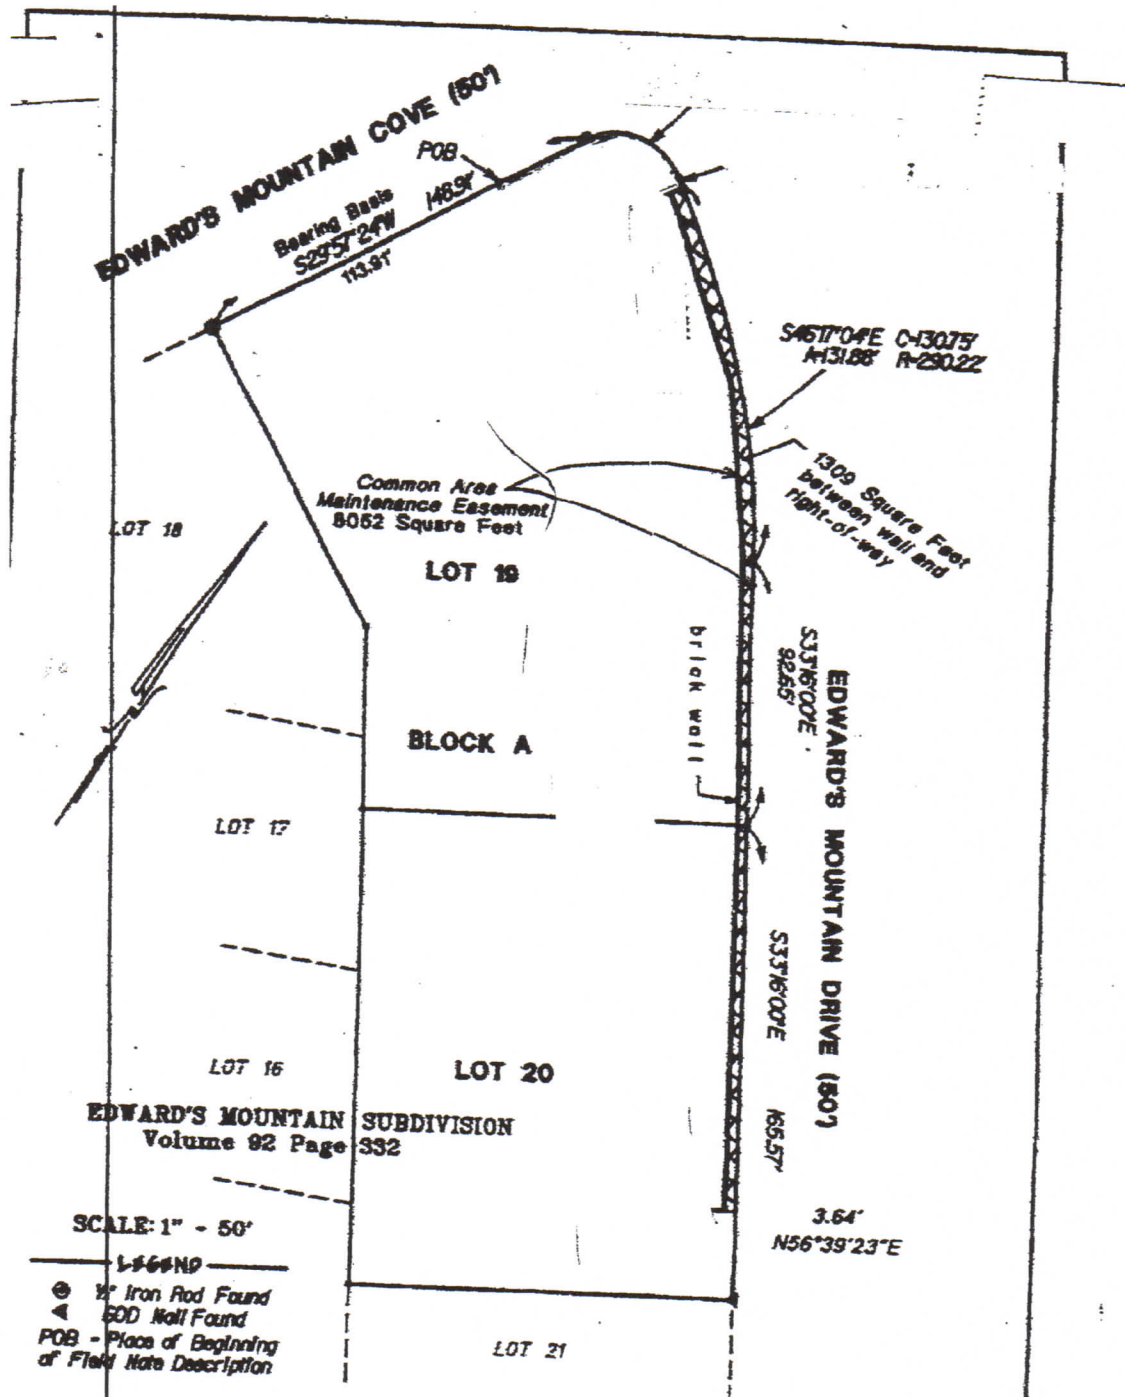 EDWARD'S MOUNTAIN COVE (50')
POB
Bearing Basis
S29°57'24"W 148.91'
113.91'
S46°17'04"E C-130.75'
A-131.88' R-290.22'
1309 Square Feet
between wall and
right-of-way
Common Area
Maintenance Easement
8052 Square Feet
LOT 18
LOT 19
brick wall
S33°16'00"E
92.65'
EDWARD'S MOUNTAIN DRIVE (50')
BLOCK A
LOT 17
S33°16'00"E 165.57'
LOT 16
LOT 20
EDWARD'S MOUNTAIN SUBDIVISION
Volume 92 Page 332
SCALE: 1" - 50'
3.64'
N56°39'23"E
LEGEND
1/2" Iron Rod Found
60D Nail Found
POB - Place of Beginning
of Field Note Description
LOT 21